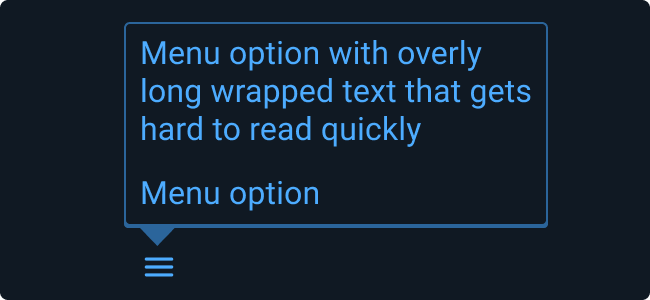 Menu option with overly
long wrapped text that gets
hard to read quickly
Menu option